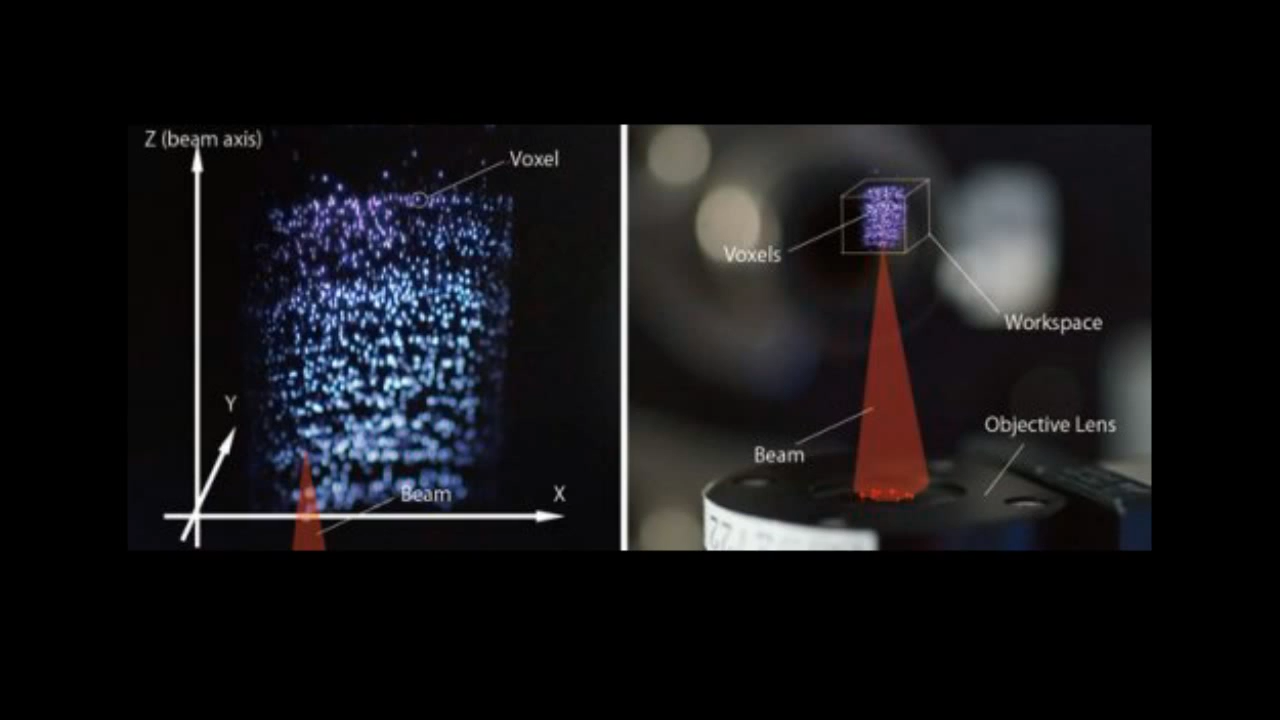 Z (beam axis)
Voxel
Y
Beam
X
Voxels
Workspace
Objective Lens
Beam